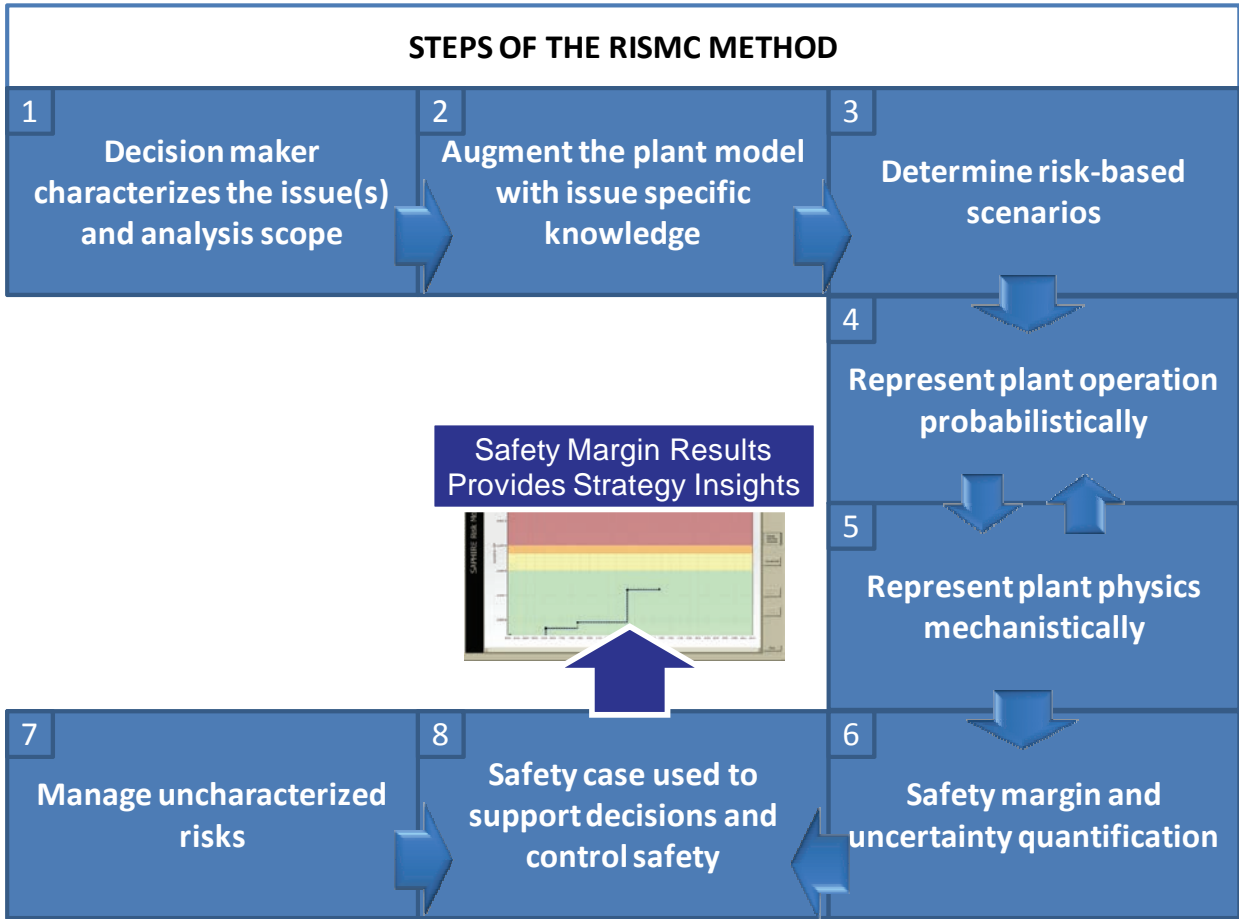 STEPS OF THE RISMC METHOD
1
Decision maker
characterizes the issue(s)
and analysis scope
2
Augment the plant model
with issue specific
knowledge
3
Determine risk-based
scenarios
4
Represent plant operation
probabilistically
5
Represent plant physics
mechanistically
6
Safety margin and
uncertainty quantification
7
Manage uncharacterized
risks
8
Safety case used to
support decisions and
control safety
Safety Margin Results
Provides Strategy Insights
SAPHIRE Risk